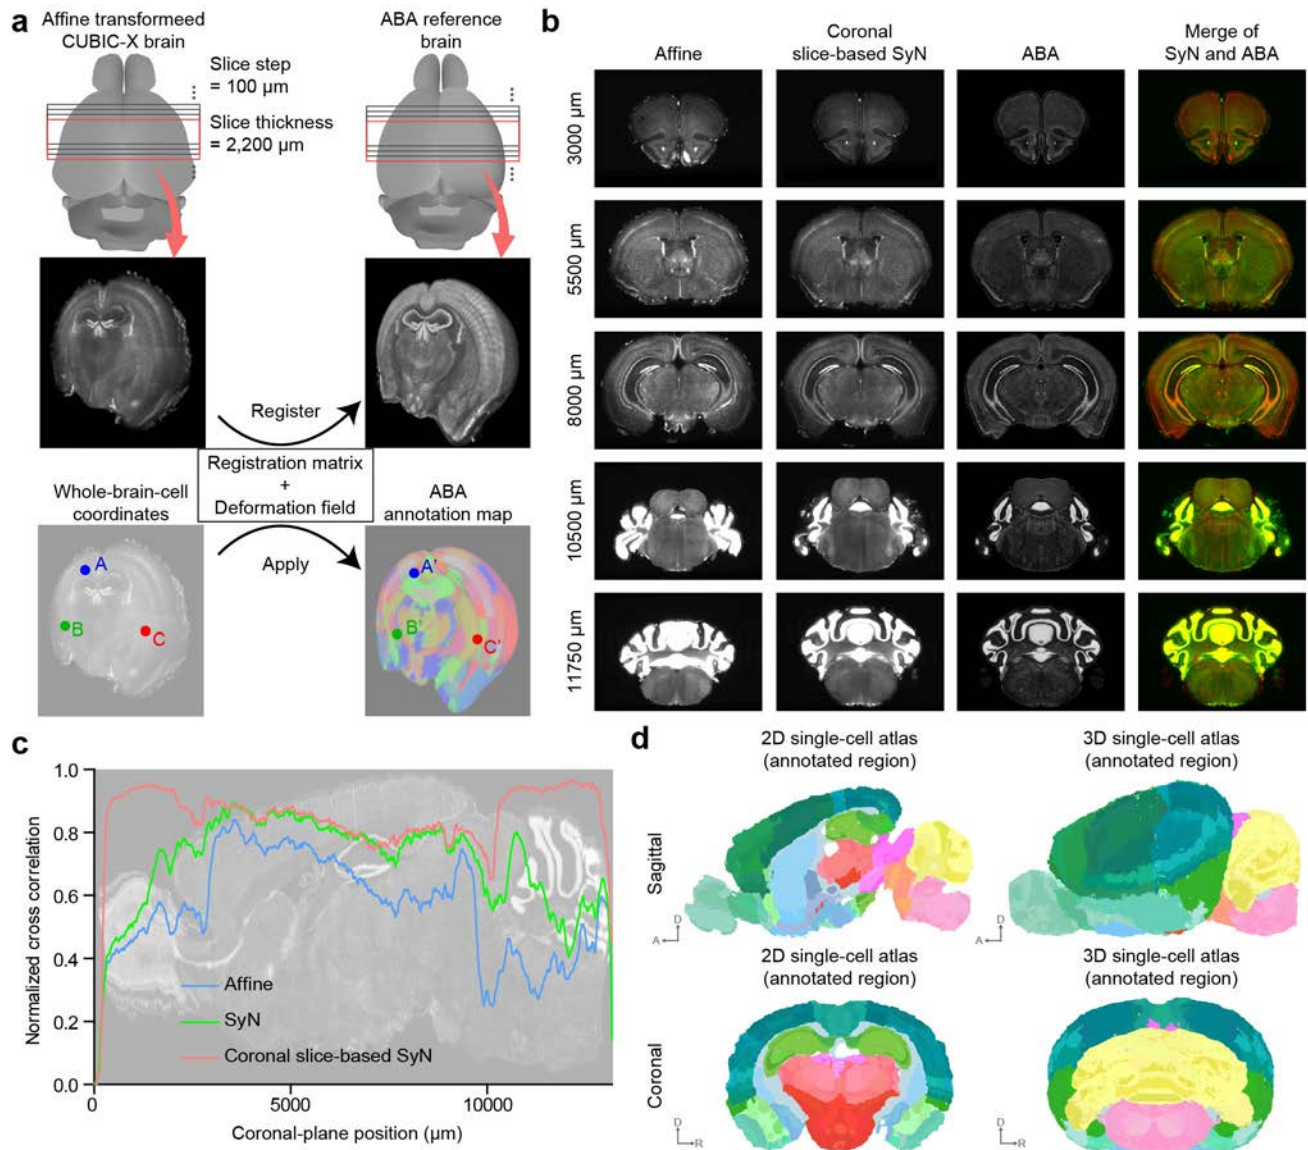 a
Affine transformeed
CUBIC-X brain
ABA reference
brain
Slice step
= 100 µm
Slice thickness
= 2,200 µm
Register
Registration matrix
+
Deformation field
Whole-brain-cell
coordinates
ABA
annotation map
Apply
A
B
C
A'
B'
C'
b
Affine
Coronal
slice-based SyN
ABA
Merge of
SyN and ABA
3000 µm
5500 µm
8000 µm
10500 µm
11750 µm
c
Normalized cross correlation
1.0
0.8
0.6
0.4
0.2
0.0
Affine
SyN
Coronal slice-based SyN
0
5000
10000
Coronal-plane position (µm)
d
2D single-cell atlas
(annotated region)
3D single-cell atlas
(annotated region)
Sagittal
D
A
D
A
2D single-cell atlas
(annotated region)
3D single-cell atlas
(annotated region)
Coronal
D
R
D
R